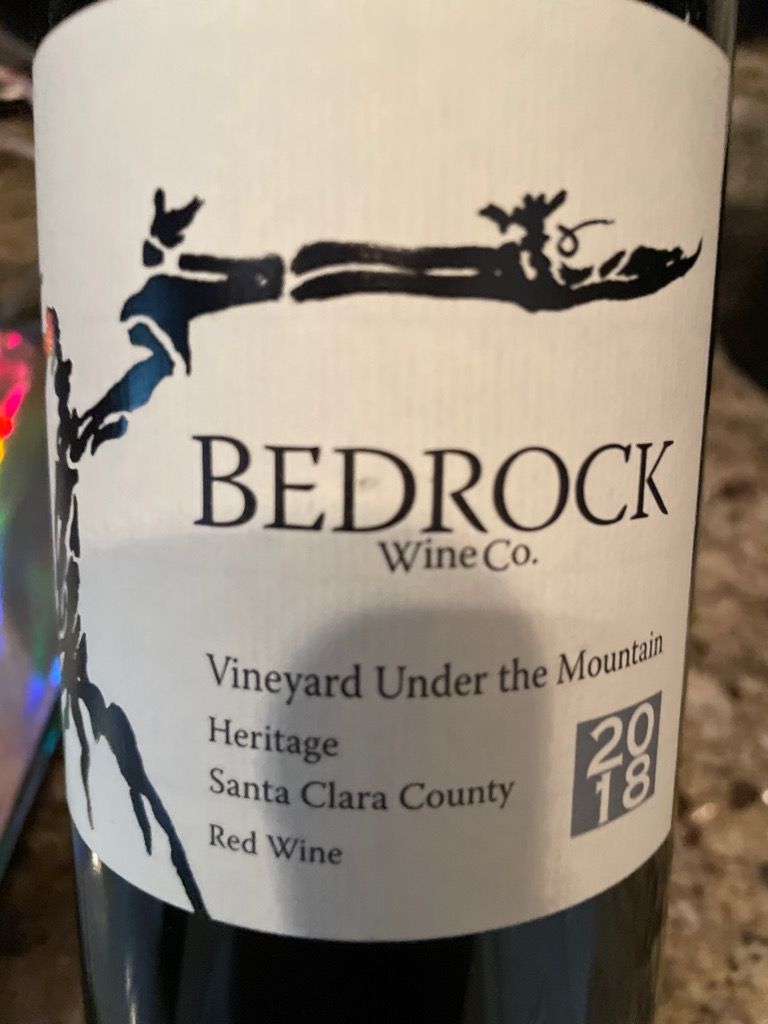 BEDROCK
Wine Co.
Vineyard Under the Mountain
Heritage
Santa Clara County
Red Wine
20
18